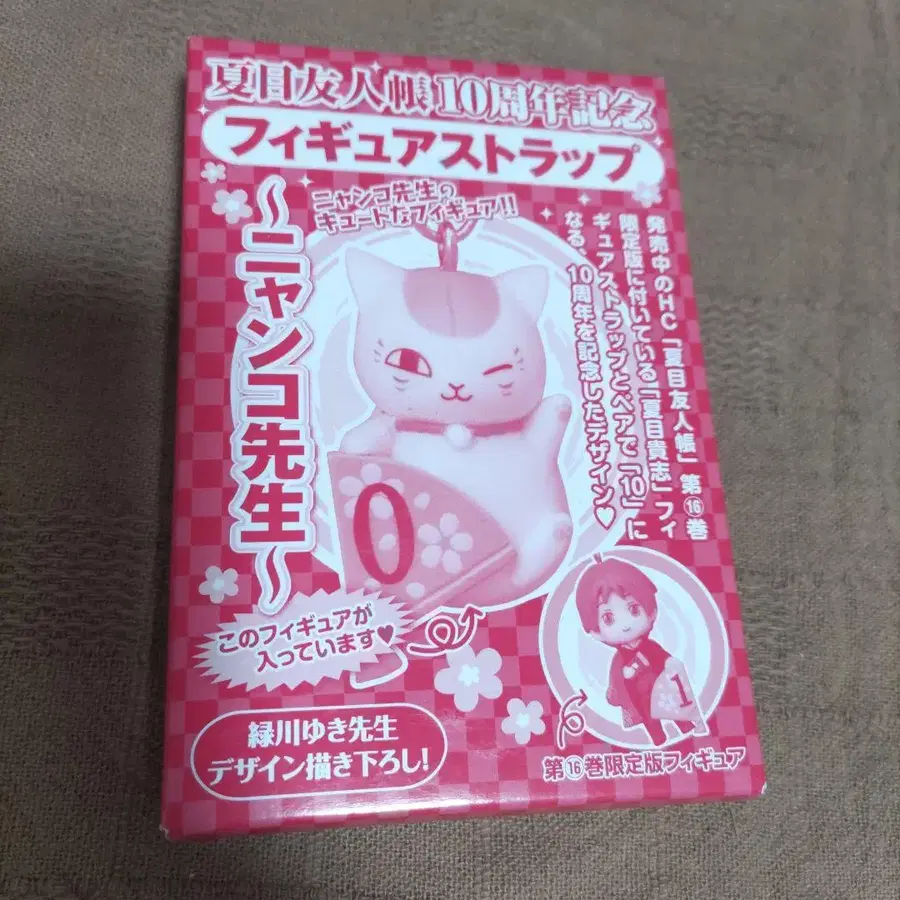 夏目友人帳10周年記念
フィギュアストラップ
～ニャンコ先生～
ニャンコ先生の
キュートなフィギュア!!
発売中のHC「夏目友人帳」第⑯巻
限定版に付いている「夏目貴志」フィ
ギュアストラップとペアで「10」に
なる、10周年を記念したデザイン♥
0
このフィギュアが
入っています♥
1
緑川ゆき先生
デザイン描き下ろし!
第⑯巻限定版フィギュア